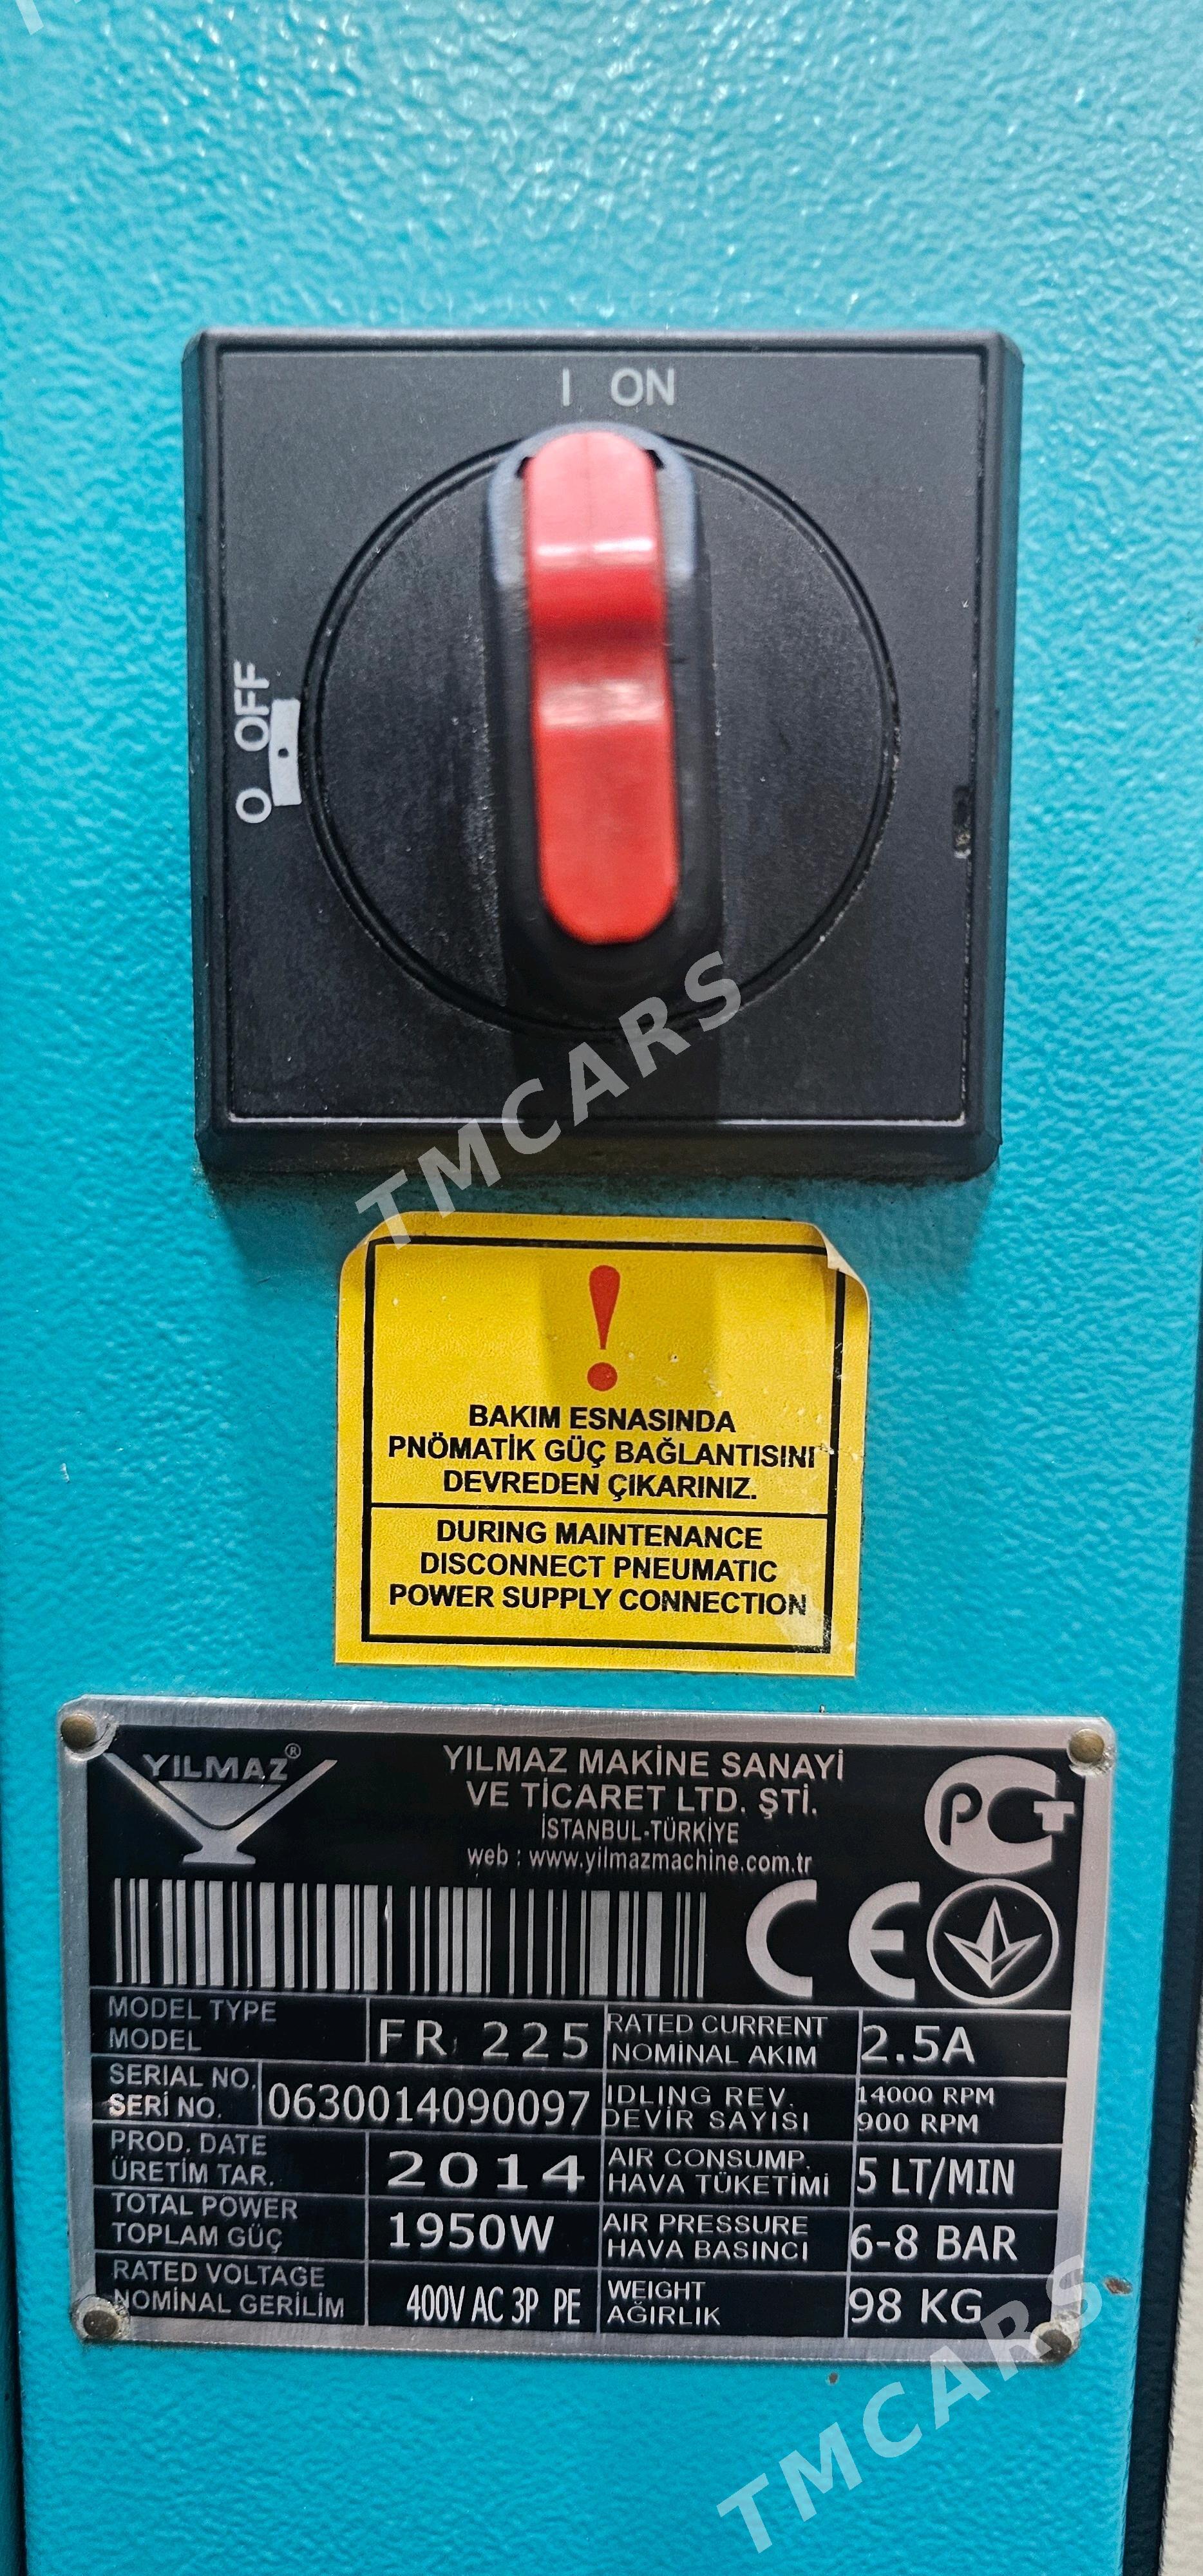 I ON
O OFF
TMCARS
!
BAKIM ESNASINDA
PNÖMATİK GÜÇ BAĞLANTISINI
DEVREDEN ÇIKARINIZ.
DURING MAINTENANCE
DISCONNECT PNEUMATIC
POWER SUPPLY CONNECTION
YILMAZ®
YILMAZ MAKİNE SANAYİ
VE TİCARET LTD. ŞTİ.
İSTANBUL-TÜRKİYE
web : www.yilmazmachine.com.tr
PCT
CE
MODEL TYPE
MODEL
FR 225
RATED CURRENT
NOMİNAL AKIM
2.5A
SERIAL NO.
SERİ NO.
0630014090097
IDLING REV.
DEVİR SAYISI
14000 RPM
900 RPM
PROD. DATE
ÜRETİM TAR.
2014
AIR CONSUMP.
HAVA TÜKETİMİ
5 LT/MIN
TOTAL POWER
TOPLAM GÜÇ
1950W
AIR PRESSURE
HAVA BASINCI
6-8 BAR
RATED VOLTAGE
NOMİNAL GERİLİM
400V AC 3P PE
WEIGHT
AĞIRLIK
98 KG
TMCARS